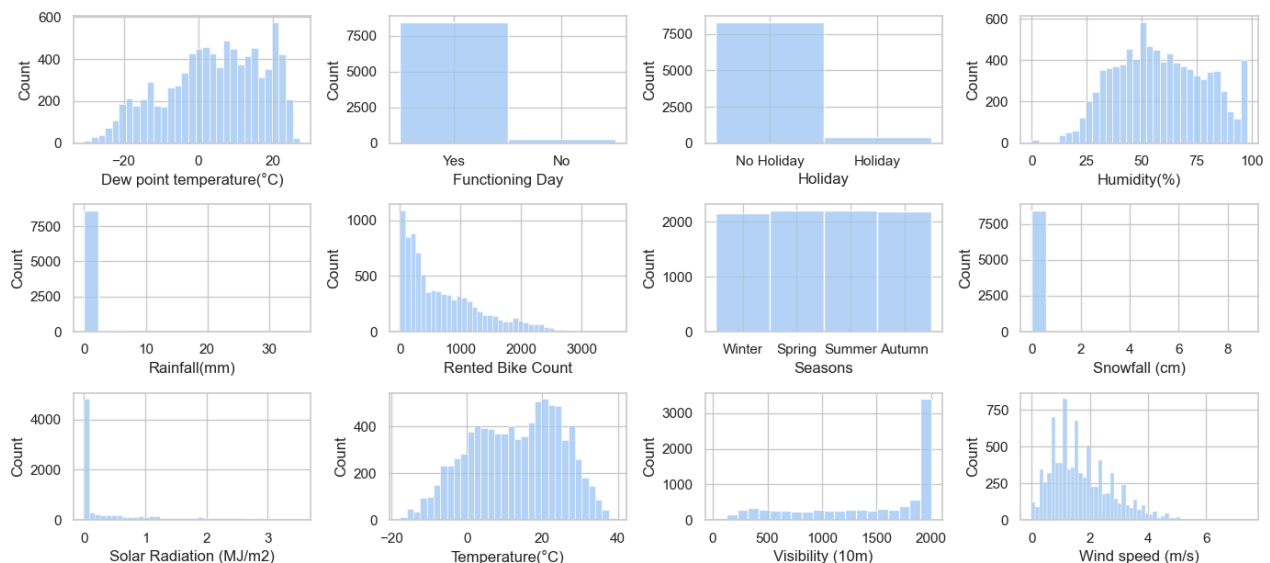 600
400
200
0
Count
−20
0
20
Dew point temperature(°C)
7500
5000
2500
0
Count
Yes
No
Functioning Day
7500
5000
2500
0
Count
No Holiday
Holiday
Holiday
600
400
200
0
Count
0
25
50
75
100
Humidity(%)
7500
5000
2500
0
Count
0
10
20
30
Rainfall(mm)
1000
500
0
Count
0
1000
2000
3000
Rented Bike Count
2000
1000
0
Count
Winter
Spring
Summer
Autumn
Seasons
7500
5000
2500
0
Count
0
2
4
6
8
Snowfall (cm)
4000
2000
0
Count
0
1
2
3
Solar Radiation (MJ/m2)
400
200
0
Count
−20
0
20
40
Temperature(°C)
3000
2000
1000
0
Count
0
500
1000
1500
2000
Visibility (10m)
750
500
250
0
Count
0
2
4
6
Wind speed (m/s)